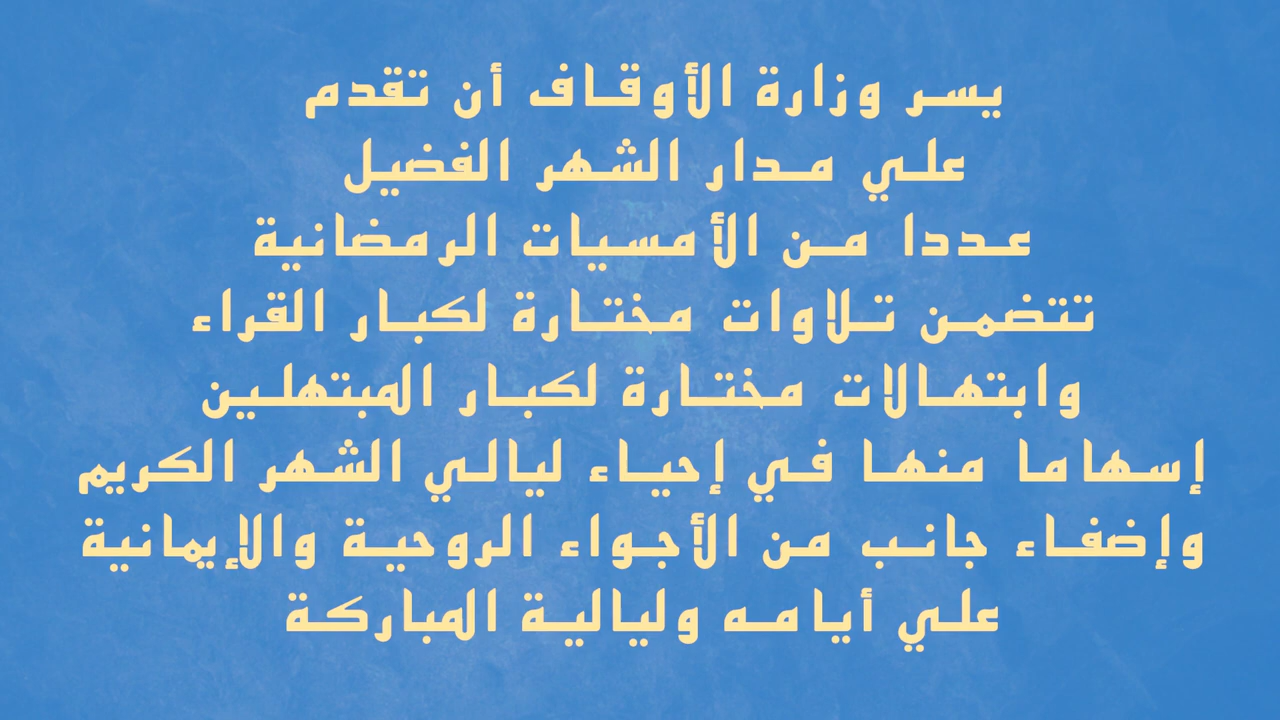 يسر وزارة الأوقاف أن تقدم
علي مدار الشهر الفضيل
عددا من الأمسيات الرمضانية
تتضمن تلاوات مختارة لكبار القراء
وابتهالات مختارة لكبار المبتهلين
إسهاما منها في إحياء ليالي الشهر الكريم
وإضفاء جانب من الأجواء الروحية والإيمانية
علي أيامه وليالية المباركة